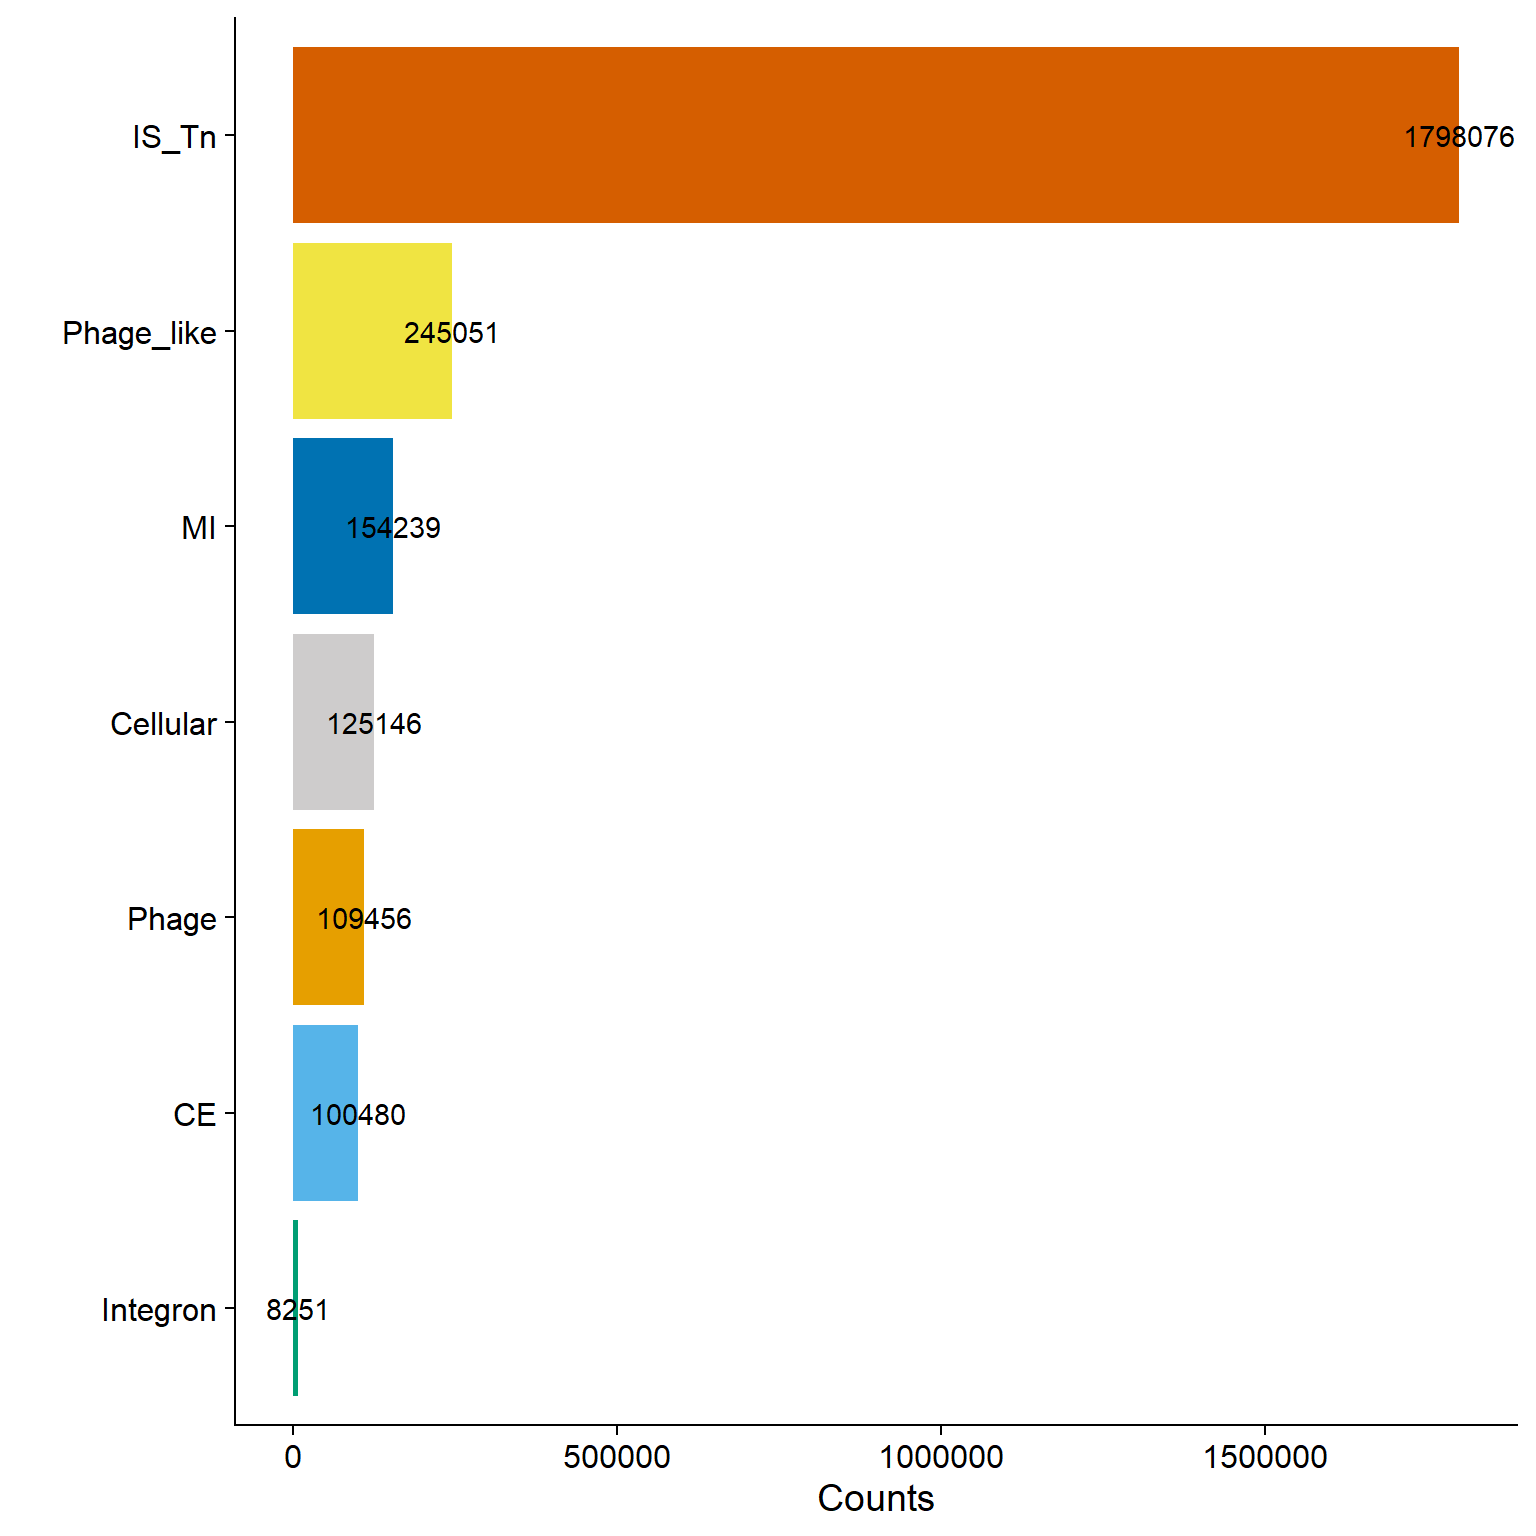 IS_Tn
1798076
Phage_like
245051
MI
154239
Cellular
125146
Phage
109456
CE
100480
Integron
8251
0 500000 1000000 1500000
Counts